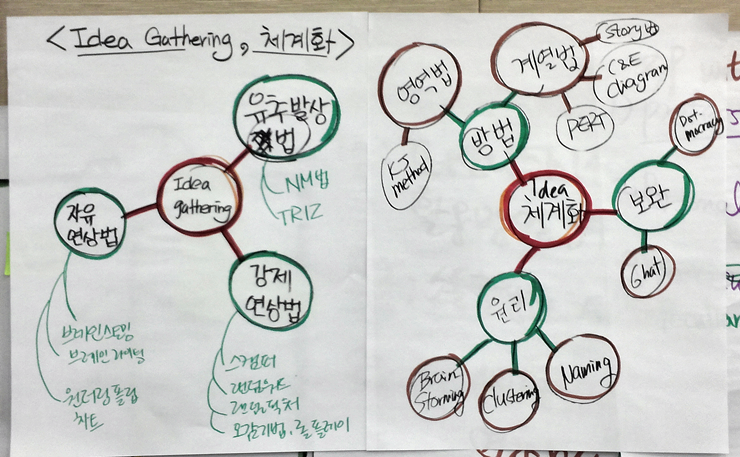 <Idea Gathering, 체계화>
유추발상
법
NM법
TRIZ
Idea
gathering
자유
연상법
브레인스토밍
브레인라이팅
원더링플립
차트
강제
연상법
스캠퍼
랜덤워드
랜덤픽처
오감기법, 롤플레이
영역법
KJ
method
계열법
Story법
C&E
PERT
방법
Idea
체계화
보완
Dot-
mocracy
6hat
원리
Brain
Storming
Clustering
Naming